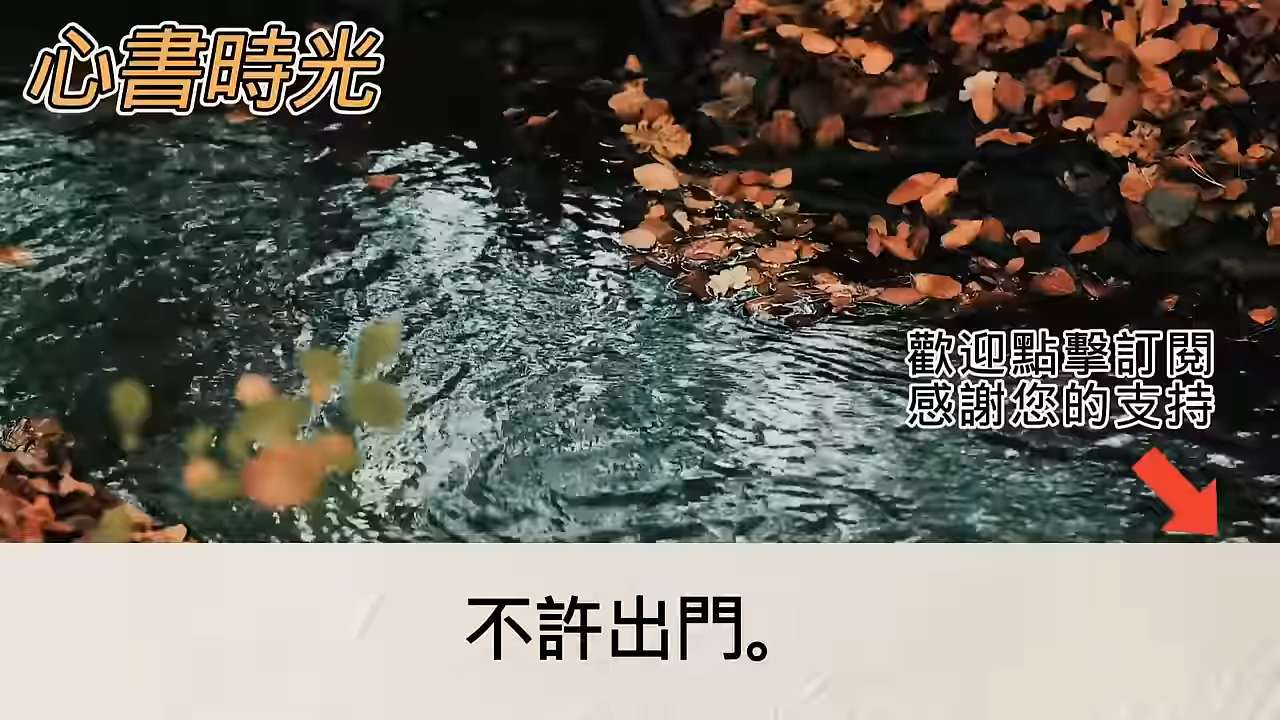 心書時光
歡迎點擊訂閱
感謝您的支持
不許出門。